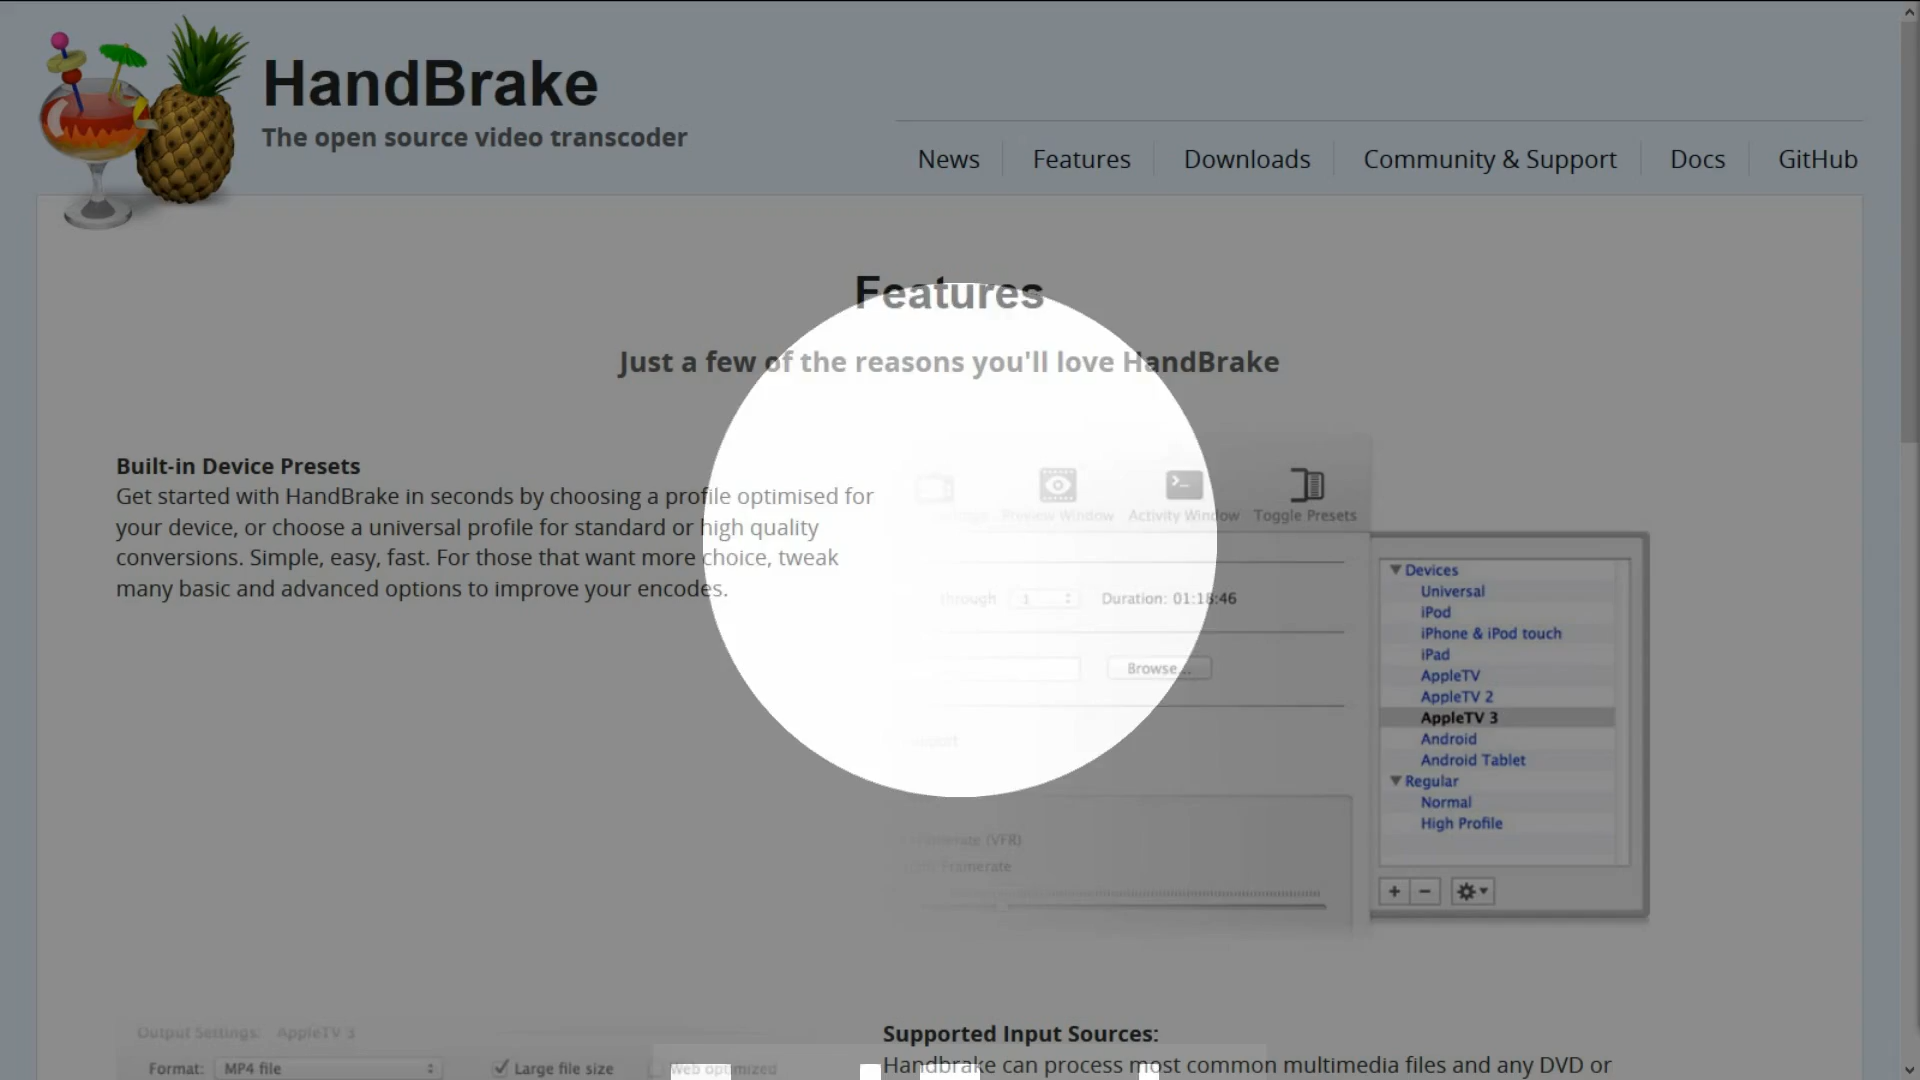 HandBrake
The open source video transcoder
News
Features
Downloads
Community & Support
Docs
GitHub
Features
Just a few of the reasons you'll love HandBrake
Built-in Device Presets
Get started with HandBrake in seconds by choosing a profile optimised for
your device, or choose a universal profile for standard or high quality
conversions. Simple, easy, fast. For those that want more choice, tweak
many basic and advanced options to improve your encodes.
Preview Window
Activity Window
Toggle Presets
through
1
Duration: 01:18:46
Browse...
(VFR)
Framerate
Devices
Universal
iPod
iPhone & iPod touch
iPad
AppleTV
AppleTV 2
AppleTV 3
Android
Android Tablet
Regular
Normal
High Profile
Output Settings: AppleTV 3
Format: MP4 file
Large file size
Web optimized
Supported Input Sources:
Handbrake can process most common multimedia files and any DVD or